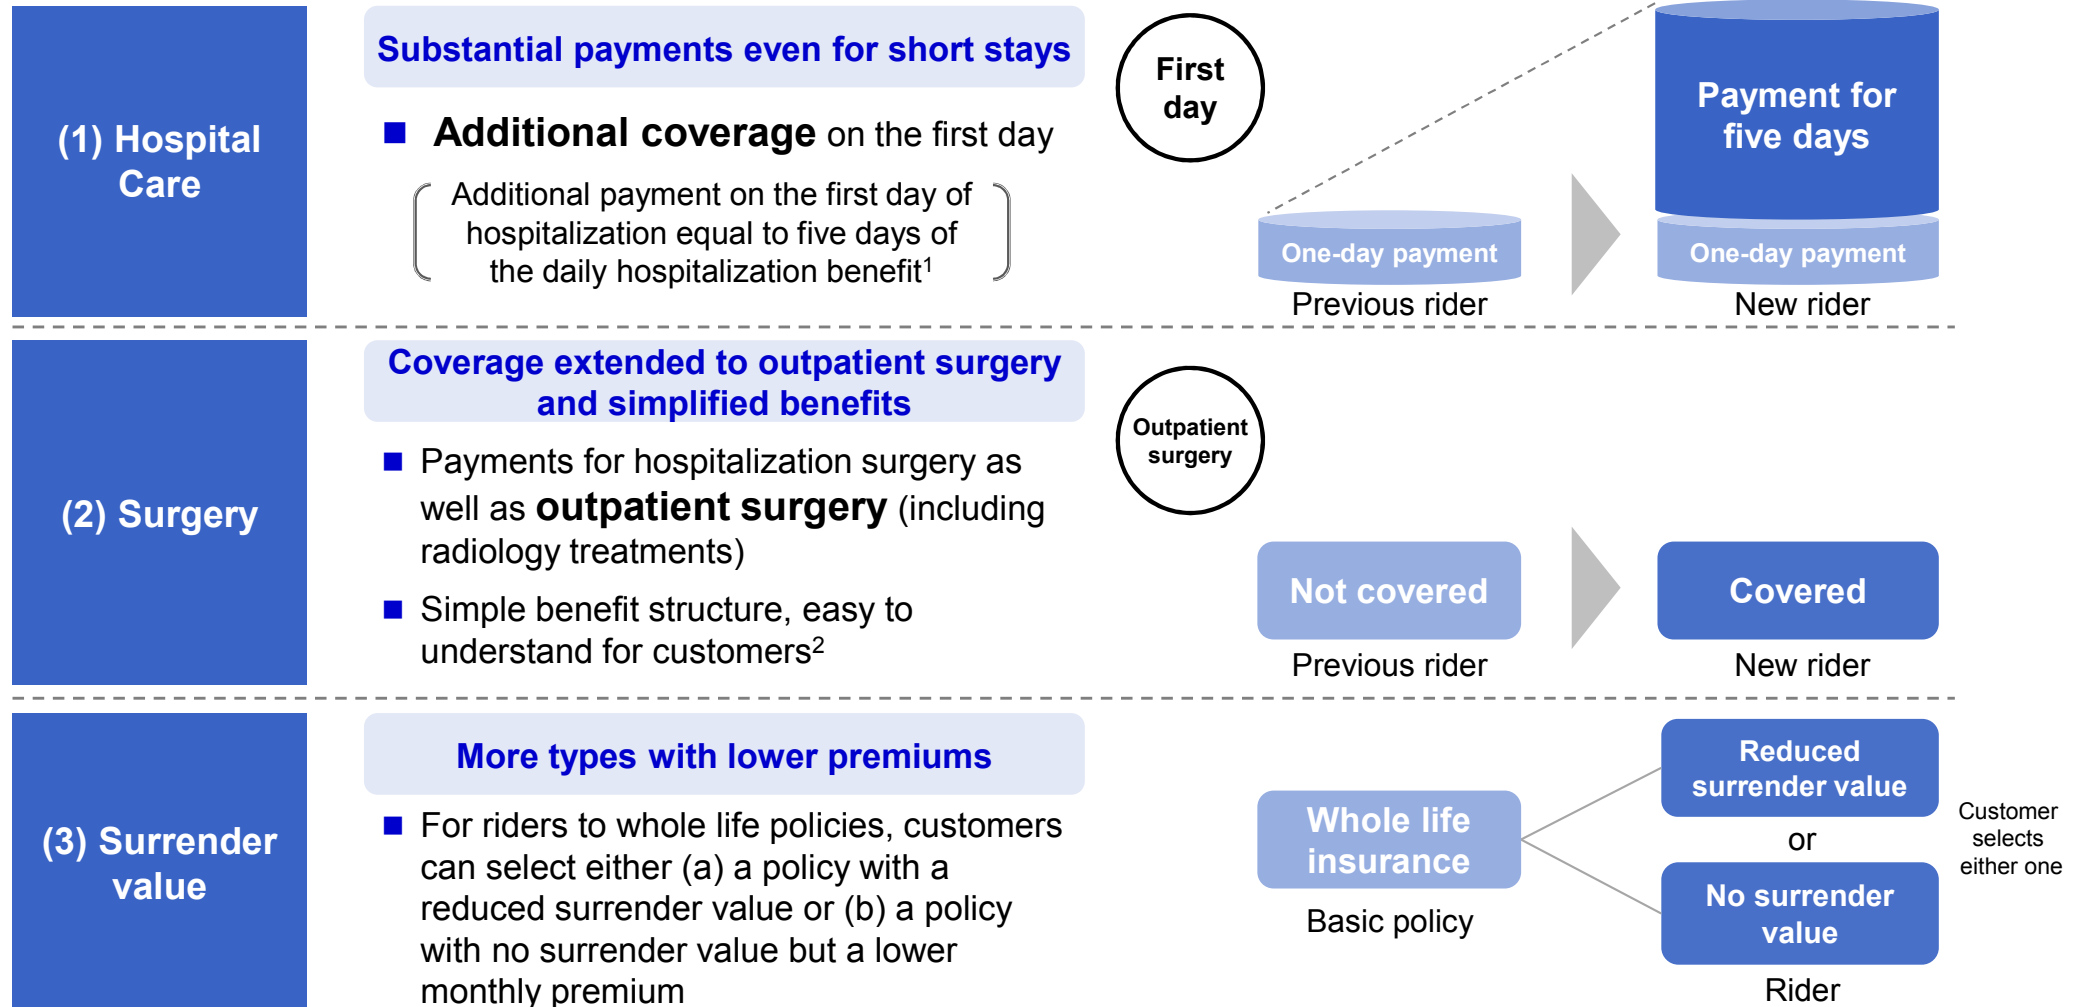 (1) Hospital
Care
Substantial payments even for short stays
■ Additional coverage on the first day
Additional payment on the first day of
hospitalization equal to five days of
the daily hospitalization benefit1
First
day
One-day payment
Previous rider
Payment for
five days
One-day payment
New rider
(2) Surgery
Coverage extended to outpatient surgery
and simplified benefits
■ Payments for hospitalization surgery as
well as outpatient surgery (including
radiology treatments)
■ Simple benefit structure, easy to
understand for customers2
Outpatient
surgery
Not covered
Previous rider
Covered
New rider
(3) Surrender
value
More types with lower premiums
■ For riders to whole life policies, customers
can select either (a) a policy with a
reduced surrender value or (b) a policy
with no surrender value but a lower
monthly premium
Whole life
insurance
Basic policy
Reduced
surrender value
or
No surrender
value
Rider
Customer
selects
either one